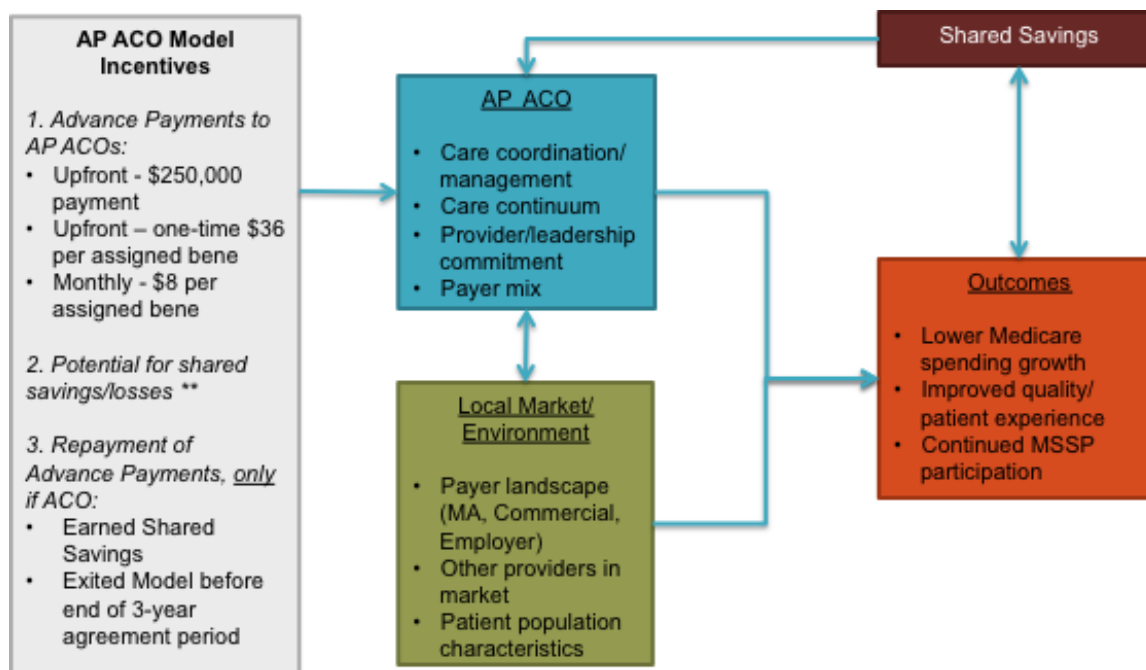 AP ACO Model
Incentives
1. Advance Payments to
AP ACOs:
• Upfront - $250,000
payment
• Upfront – one-time $36
per assigned bene
• Monthly - $8 per
assigned bene
2. Potential for shared
savings/losses **
3. Repayment of
Advance Payments, only
if ACO:
• Earned Shared
Savings
• Exited Model before
end of 3-year
agreement period
AP ACO
• Care coordination/
management
• Care continuum
• Provider/leadership
commitment
• Payer mix
Local Market/
Environment
• Payer landscape
(MA, Commercial,
Employer)
• Other providers in
market
• Patient population
characteristics
Shared Savings
Outcomes
• Lower Medicare
spending growth
• Improved quality/
patient experience
• Continued MSSP
participation